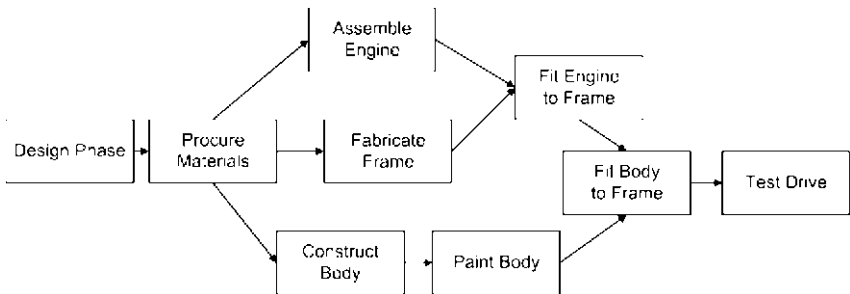 Assemble
Engine
Fit Engine
to Frame
Design Phase
Procure
Materials
Fabricate
Frame
Fit Body
to Frame
Test Drive
Construct
Body
Paint Body